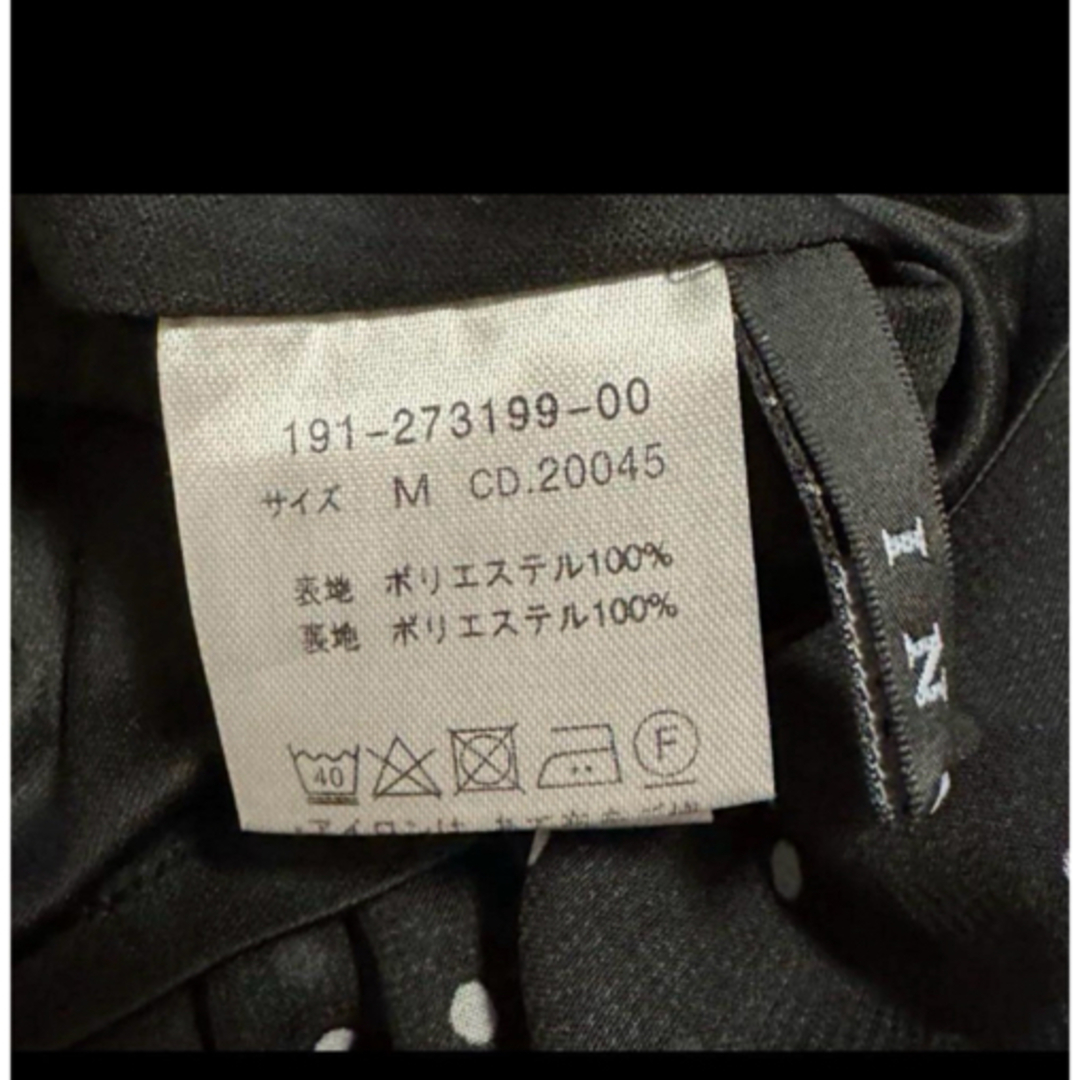 191-273199-00
サイズ M CD.20045
表地 ポリエステル100%
裏地 ポリエステル100%
40
F
I N